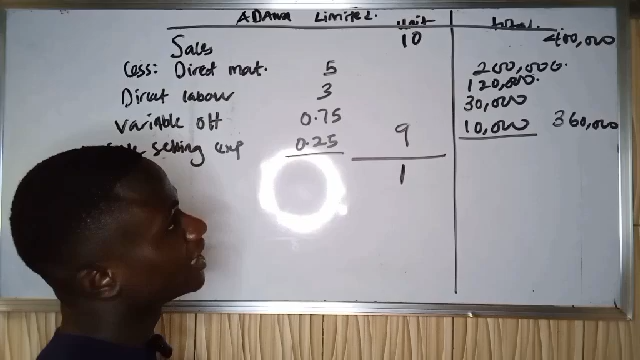 ADAMA Limited.
unit total
Sales 10 400,000
Less: Direct mat. 5 200,000.
Direct labour 3 120,000.
Variable OH 0.75 30,000
selling exp 0.25 9 10,000 360,000
1